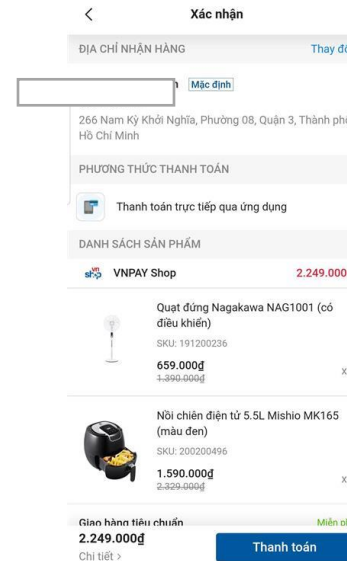 Xác nhận
ĐỊA CHỈ NHẬN HÀNG Thay đổ
Mặc định
266 Nam Kỳ Khởi Nghĩa, Phường 08, Quận 3, Thành phố
Hồ Chí Minh
PHƯƠNG THỨC THANH TOÁN
Thanh toán trực tiếp qua ứng dụng
DANH SÁCH SẢN PHẨM
vn shop VNPAY Shop 2.249.000
Quạt đứng Nagakawa NAG1001 (có
điều khiển)
SKU: 191200236
659.000₫
1.390.000₫ x
Nồi chiên điện tử 5.5L Mishio MK165
(màu đen)
SKU: 200200496
1.590.000₫
2.329.000₫ x
Giao hàng tiêu chuẩn Miễn ph
2.249.000₫
Chi tiết >
Thanh toán